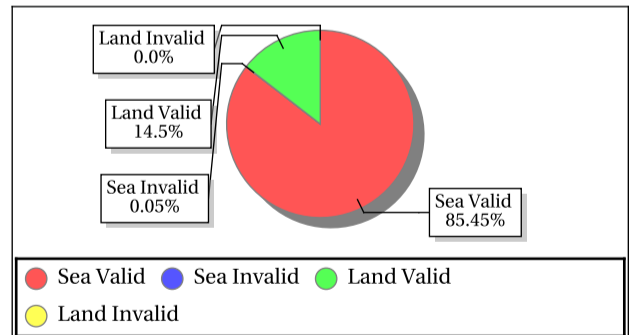 Land Invalid
0.0%
Land Valid
14.5%
Sea Invalid
0.05%
Sea Valid
85.45%
Sea Valid Sea Invalid Land Valid
Land Invalid